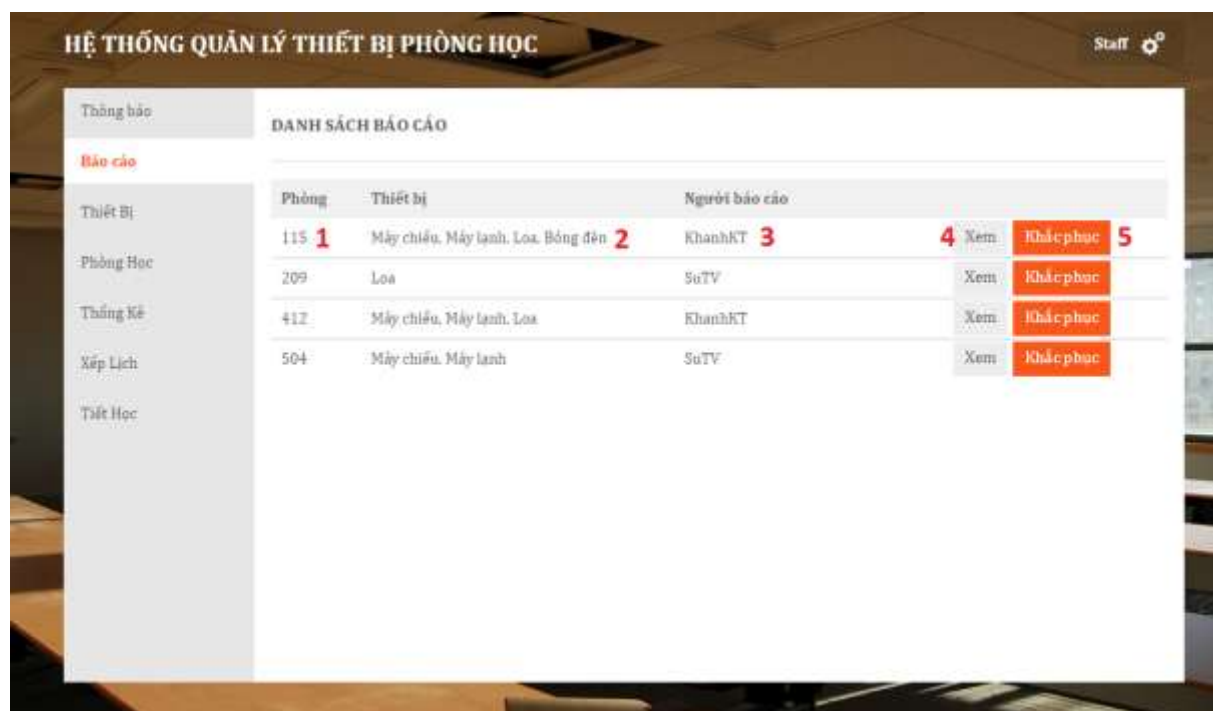 HỆ THỐNG QUẢN LÝ THIẾT BỊ PHÒNG HỌC
Staff
Thông báo
Báo cáo
Thiết Bị
Phòng Học
Thống Kê
Xếp Lịch
Tiết Học
DANH SÁCH BÁO CÁO
Phòng Thiết bị Người báo cáo
115 1 Máy chiếu, Máy lạnh, Loa, Bóng đèn 2 KhanhKT 3 4 Xem Khắc phục 5
209 Loa SuTV Xem Khắc phục
412 Máy chiếu, Máy lạnh, Loa KhanhKT Xem Khắc phục
504 Máy chiếu, Máy lạnh SuTV Xem Khắc phục